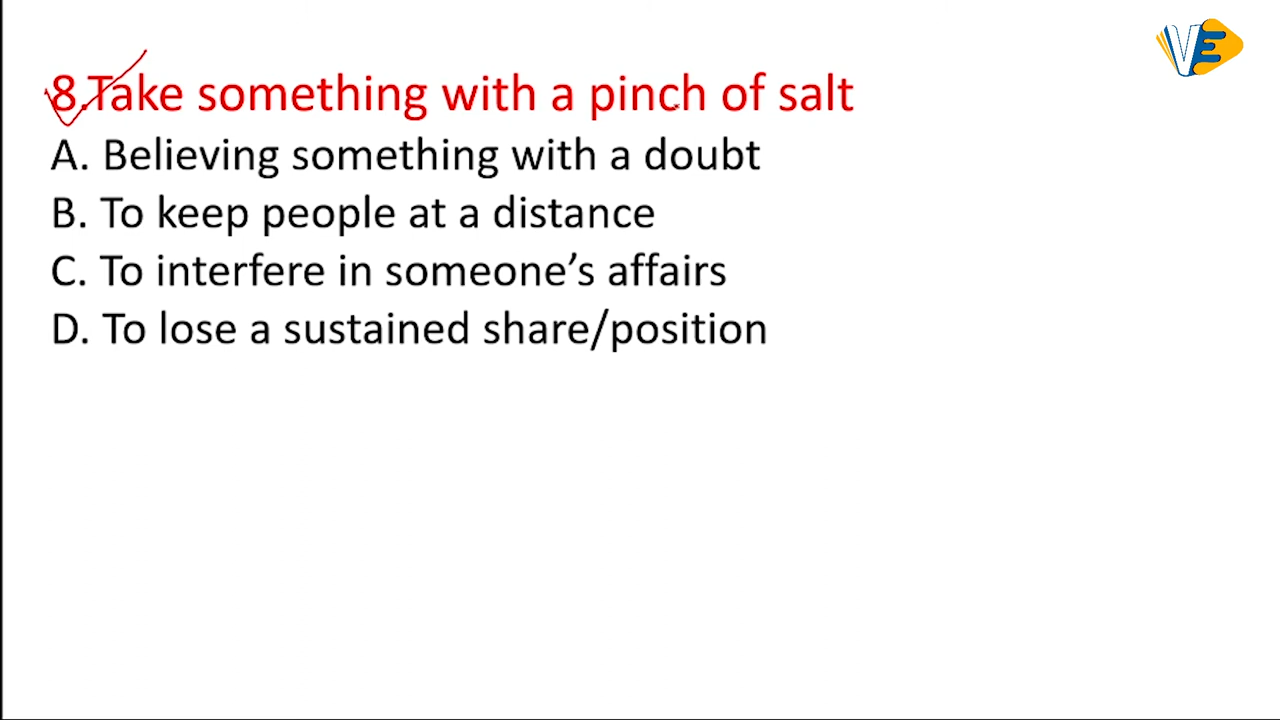 VE
8.Take something with a pinch of salt
A. Believing something with a doubt
B. To keep people at a distance
C. To interfere in someone’s affairs
D. To lose a sustained share/position